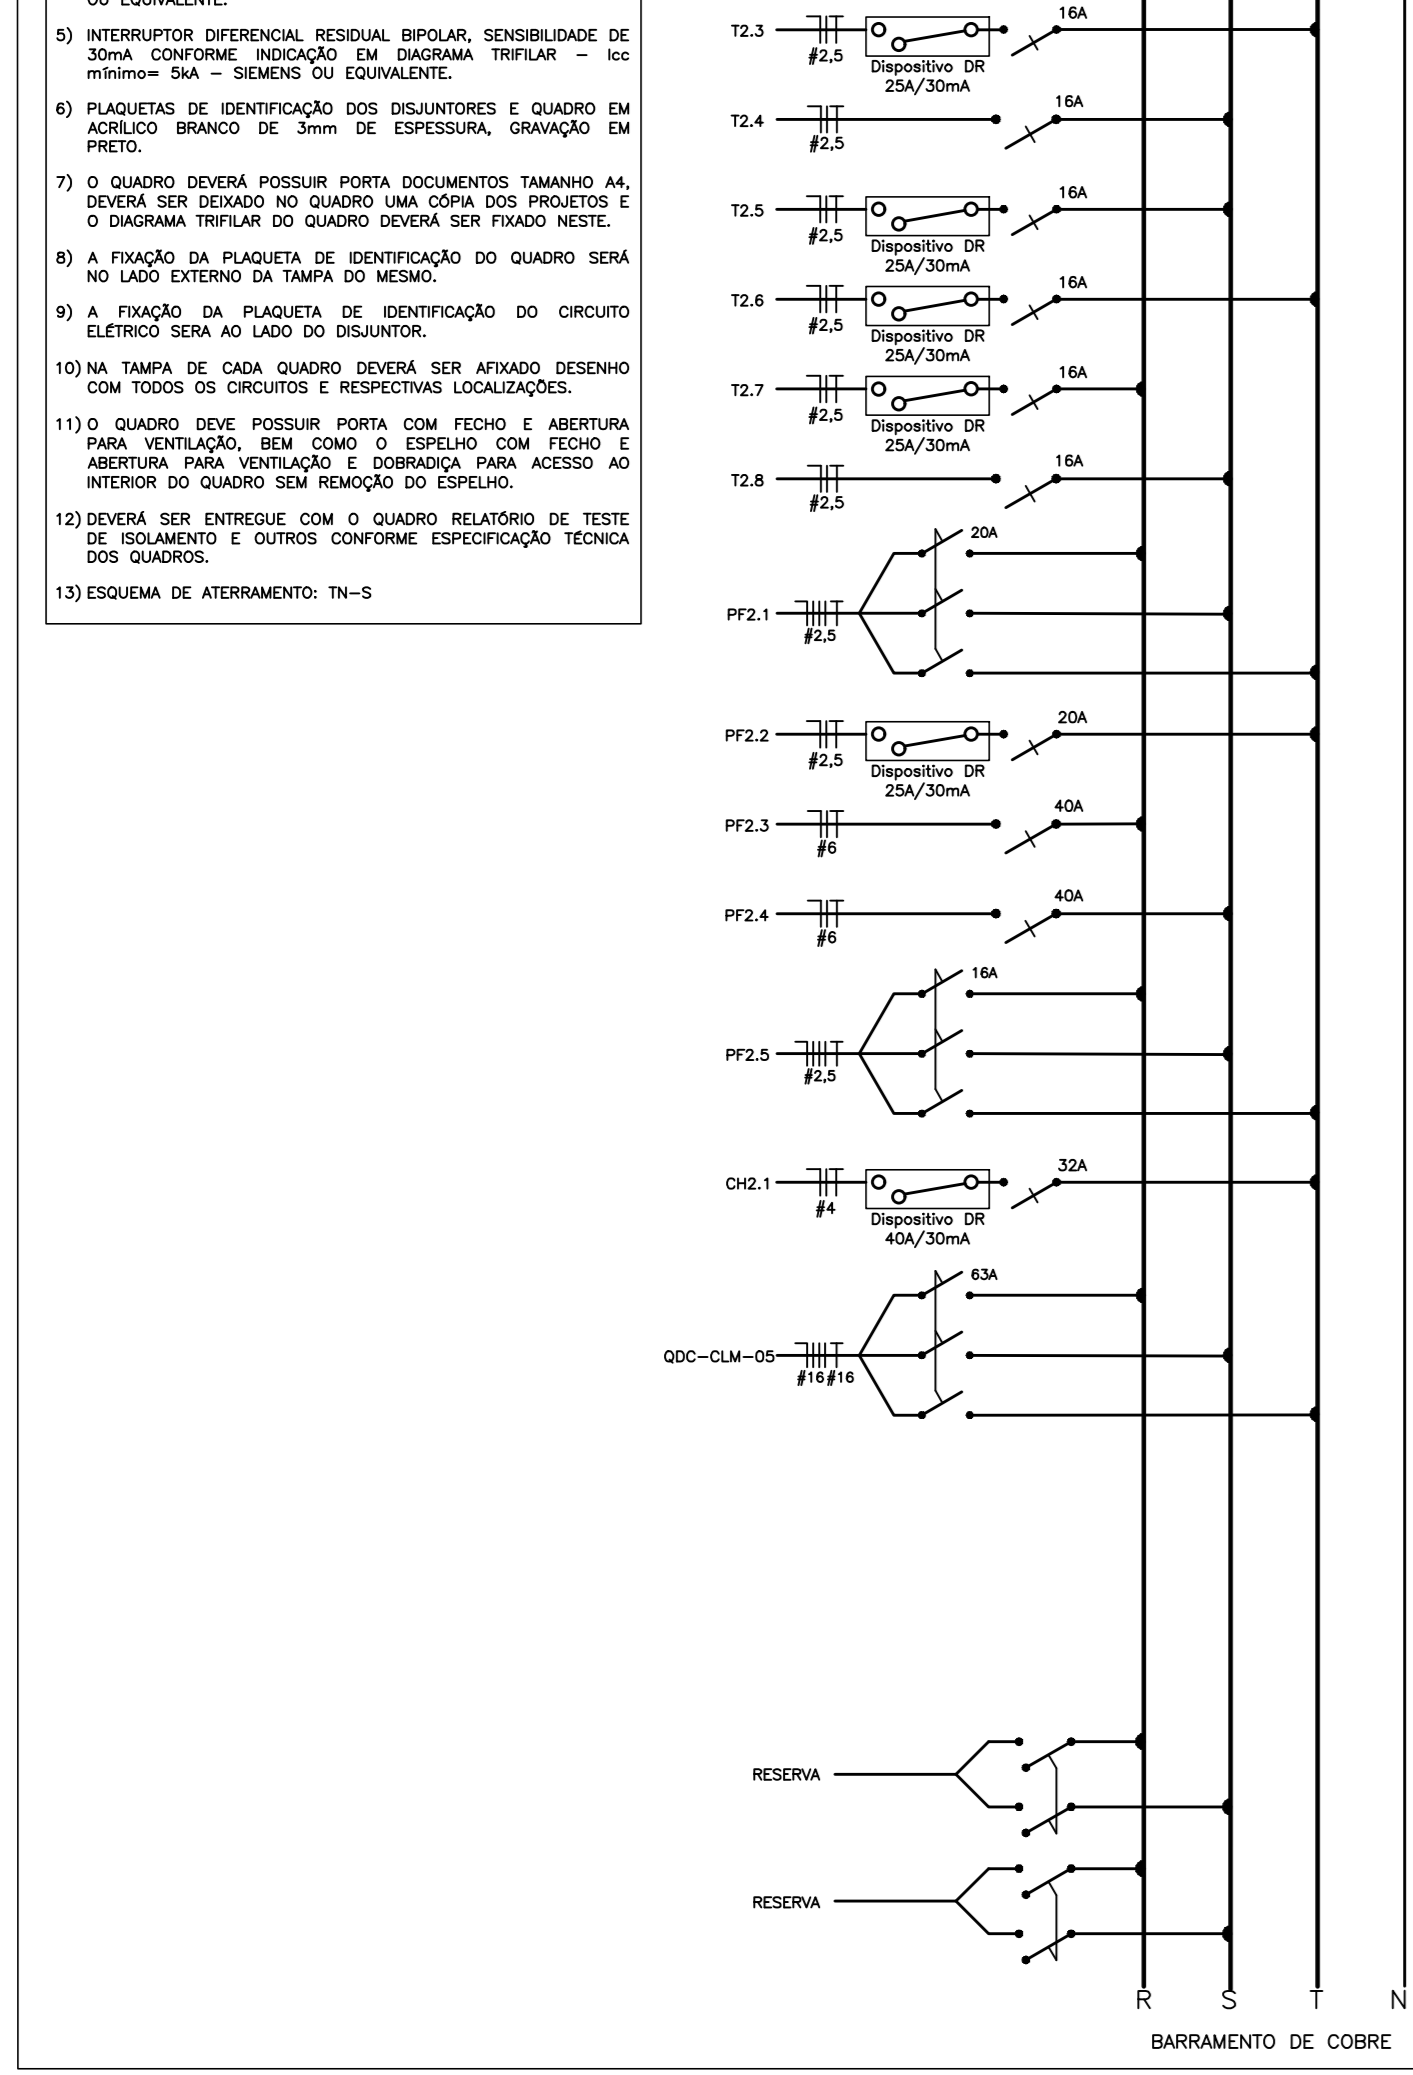 OU EQUIVALENTE.
5) INTERRUPTOR DIFERENCIAL RESIDUAL BIPOLAR, SENSIBILIDADE DE
30mA CONFORME INDICAÇÃO EM DIAGRAMA TRIFILAR – Icc
mínimo= 5kA – SIEMENS OU EQUIVALENTE.
6) PLAQUETAS DE IDENTIFICAÇÃO DOS DISJUNTORES E QUADRO EM
ACRÍLICO BRANCO DE 3mm DE ESPESSURA, GRAVAÇÃO EM
PRETO.
7) O QUADRO DEVERÁ POSSUIR PORTA DOCUMENTOS TAMANHO A4,
DEVERÁ SER DEIXADO NO QUADRO UMA CÓPIA DOS PROJETOS E
O DIAGRAMA TRIFILAR DO QUADRO DEVERÁ SER FIXADO NESTE.
8) A FIXAÇÃO DA PLAQUETA DE IDENTIFICAÇÃO DO QUADRO SERÁ
NO LADO EXTERNO DA TAMPA DO MESMO.
9) A FIXAÇÃO DA PLAQUETA DE IDENTIFICAÇÃO DO CIRCUITO
ELÉTRICO SERA AO LADO DO DISJUNTOR.
10) NA TAMPA DE CADA QUADRO DEVERÁ SER AFIXADO DESENHO
COM TODOS OS CIRCUITOS E RESPECTIVAS LOCALIZAÇÕES.
11) O QUADRO DEVE POSSUIR PORTA COM FECHO E ABERTURA
PARA VENTILAÇÃO, BEM COMO O ESPELHO COM FECHO E
ABERTURA PARA VENTILAÇÃO E DOBRADIÇA PARA ACESSO AO
INTERIOR DO QUADRO SEM REMOÇÃO DO ESPELHO.
12) DEVERÁ SER ENTREGUE COM O QUADRO RELATÓRIO DE TESTE
DE ISOLAMENTO E OUTROS CONFORME ESPECIFICAÇÃO TÉCNICA
DOS QUADROS.
13) ESQUEMA DE ATERRAMENTO: TN–S
16A
T2.3
#2,5
Dispositivo DR
25A/30mA
16A
T2.4
#2,5
16A
T2.5
#2,5
Dispositivo DR
25A/30mA
16A
T2.6
#2,5
Dispositivo DR
25A/30mA
16A
T2.7
#2,5
Dispositivo DR
25A/30mA
16A
T2.8
#2,5
20A
PF2.1
#2,5
20A
PF2.2
#2,5
Dispositivo DR
25A/30mA
40A
PF2.3
#6
40A
PF2.4
#6
16A
PF2.5
#2,5
32A
CH2.1
#4
Dispositivo DR
40A/30mA
63A
QDC–CLM–05
#16#16
RESERVA
RESERVA
R S T N
BARRAMENTO DE COBRE